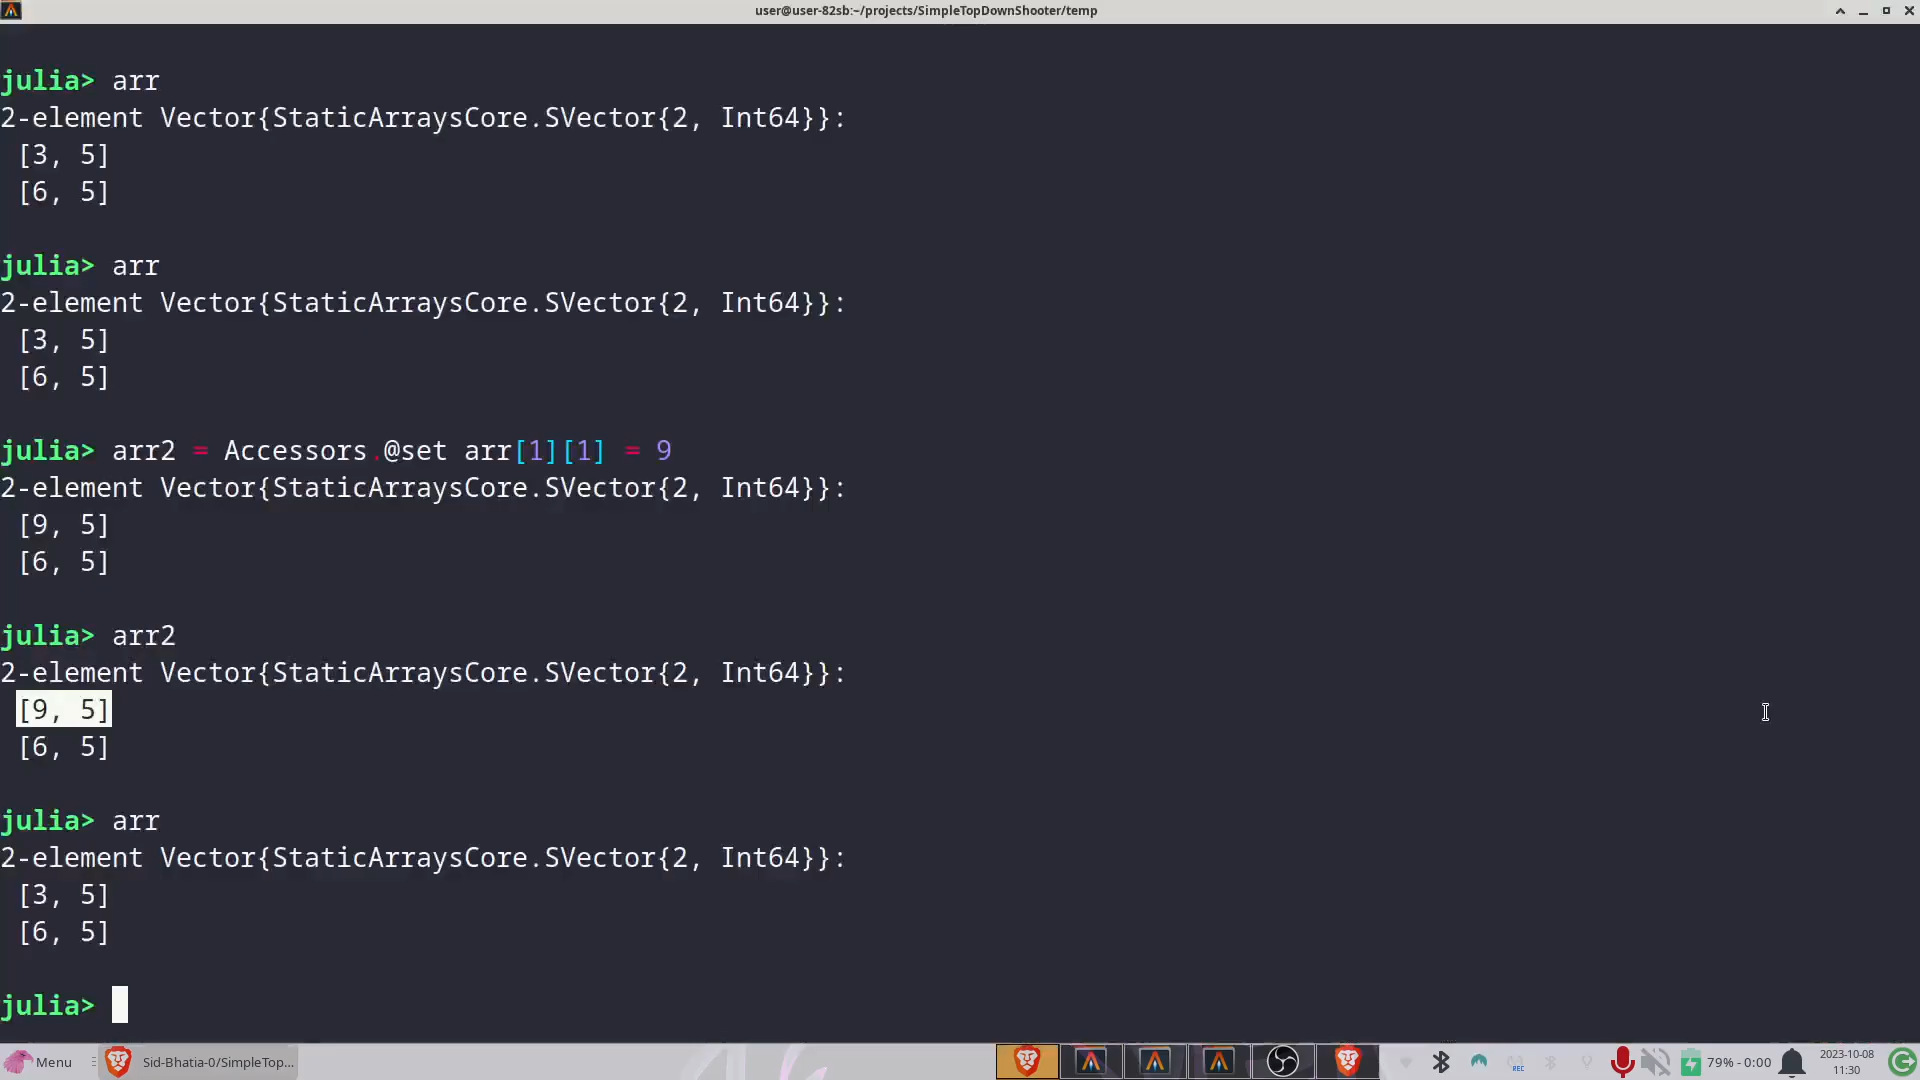 user@user-82sb:~/projects/SimpleTopDownShooter/temp
julia> arr
2-element Vector{StaticArraysCore.SVector{2, Int64}}:
 [3, 5]
 [6, 5]
julia> arr
2-element Vector{StaticArraysCore.SVector{2, Int64}}:
 [3, 5]
 [6, 5]
julia> arr2 = Accessors.@set arr[1][1] = 9
2-element Vector{StaticArraysCore.SVector{2, Int64}}:
 [9, 5]
 [6, 5]
julia> arr2
2-element Vector{StaticArraysCore.SVector{2, Int64}}:
 [9, 5]
 [6, 5]
julia> arr
2-element Vector{StaticArraysCore.SVector{2, Int64}}:
 [3, 5]
 [6, 5]
julia>
Menu
Sid-Bhatia-0/SimpleTop...
REC
79% - 0:00
2023-10-08
11:30